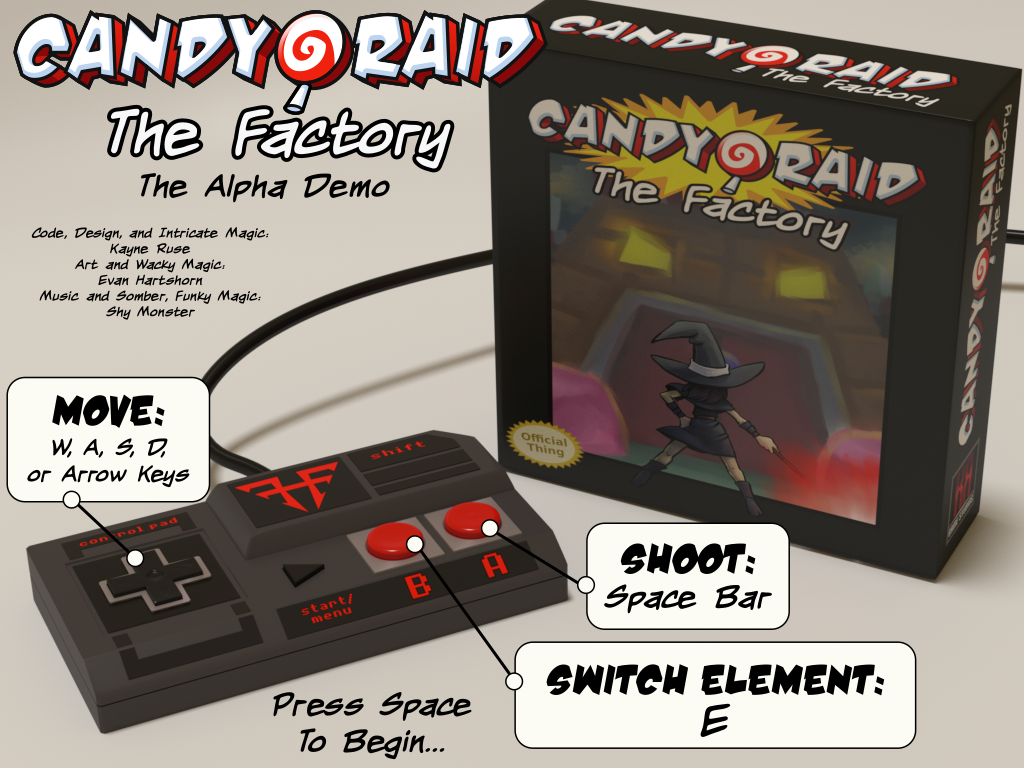 CANDY RAID
The Factory
The Alpha Demo
Code, Design, and Intricate Magic:
Kayne Ruse
Art and Wacky Magic:
Evan Hartshorn
Music and Somber, Funky Magic:
Shy Monster
CANDY RAID
The Factory
CANDY RAID
The Factory
CANDY RAID
The Factory
Official
Thing
MOVE:
W, A, S, D,
or Arrow Keys
control pad
shift
start/
menu
B
A
SHOOT:
Space Bar
SWITCH ELEMENT:
E
Press Space
To Begin...